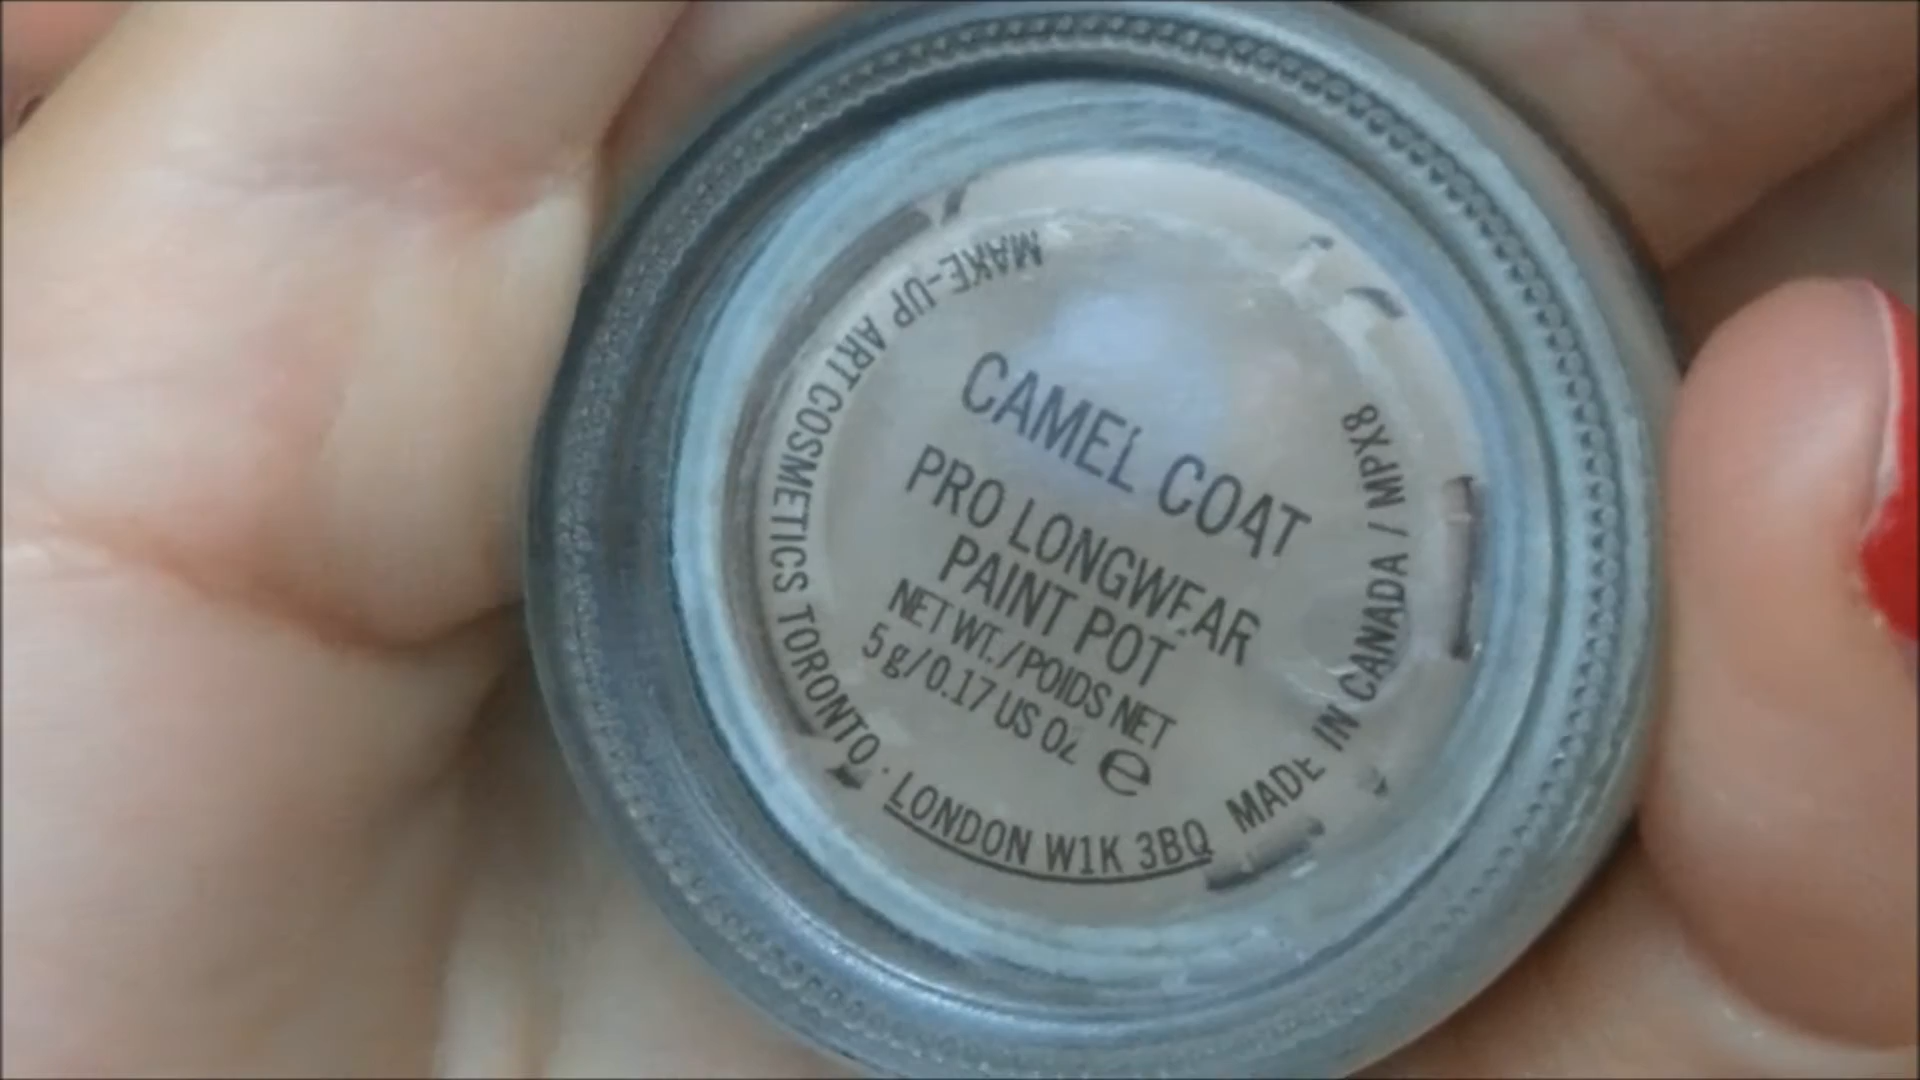 CAMEL COAT
PRO LONGWEAR
PAINT POT
NET WT./POIDS NET
5 g/0.17 US OZ e
MAKE-UP ART COSMETICS TORONTO · LONDON W1K 3BQ
MADE IN CANADA / MPX8